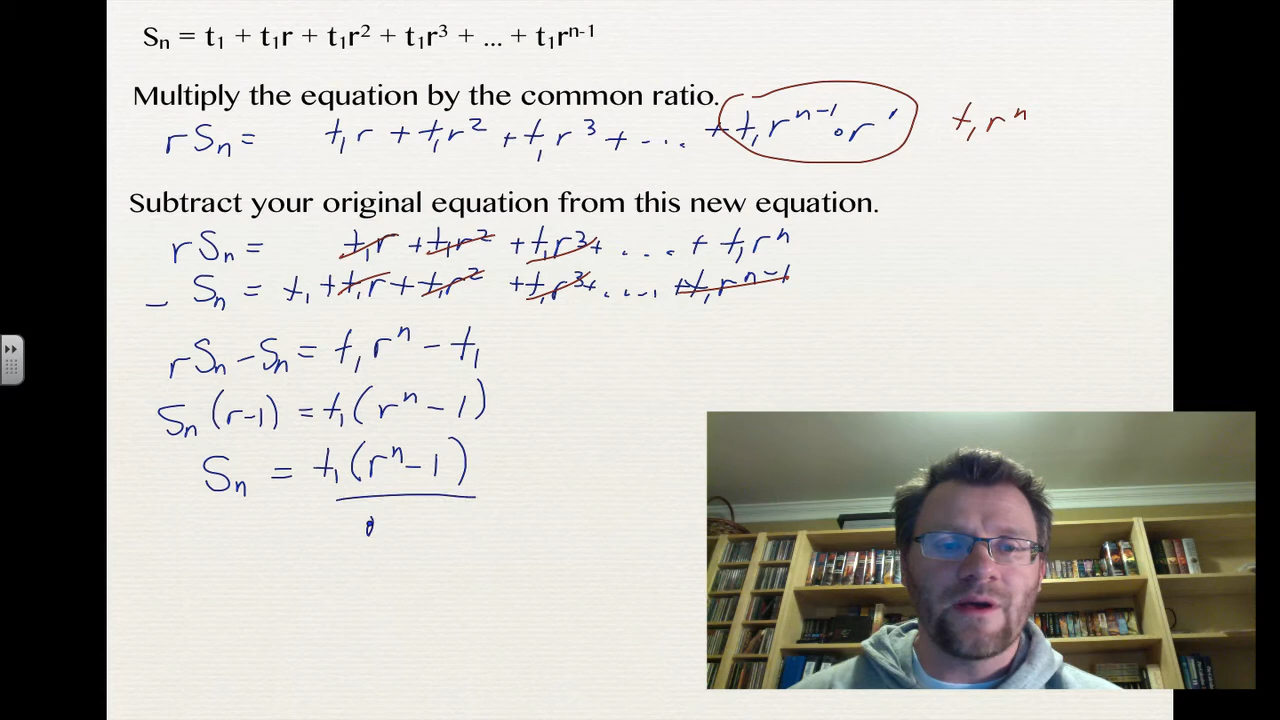 Sₙ = t₁ + t₁r + t₁r² + t₁r³ + ... + t₁rⁿ⁻¹
Multiply the equation by the common ratio.
rSₙ = t₁r + t₁r² + t₁r³ + ... + t₁rⁿ⁻¹ · r¹ t₁rⁿ
Subtract your original equation from this new equation.
rSₙ = t₁r + t₁r² + t₁r³ + ... + t₁rⁿ
− Sₙ = t₁ + t₁r + t₁r² + t₁r³ + ... + t₁rⁿ⁻¹
rSₙ − Sₙ = t₁rⁿ − t₁
Sₙ(r−1) = t₁(rⁿ − 1)
Sₙ = t₁(rⁿ − 1)